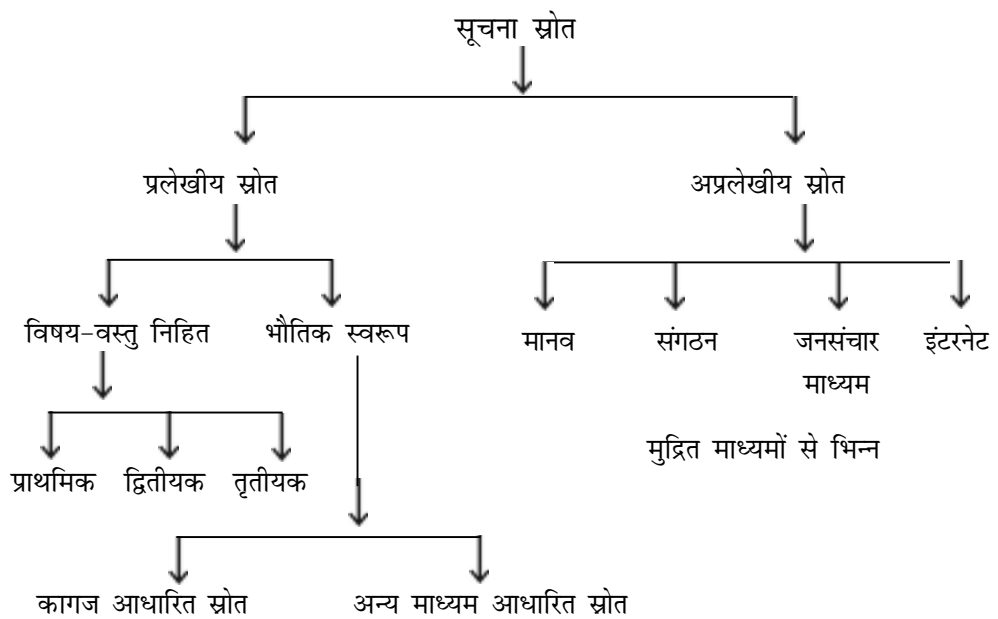 सूचना स्रोत
प्रलेखीय स्रोत
अप्रलेखीय स्रोत
विषय-वस्तु निहित
भौतिक स्वरूप
मानव
संगठन
जनसंचार
माध्यम
इंटरनेट
मुद्रित माध्यमों से भिन्न
प्राथमिक
द्वितीयक
तृतीयक
कागज आधारित स्रोत
अन्य माध्यम आधारित स्रोत